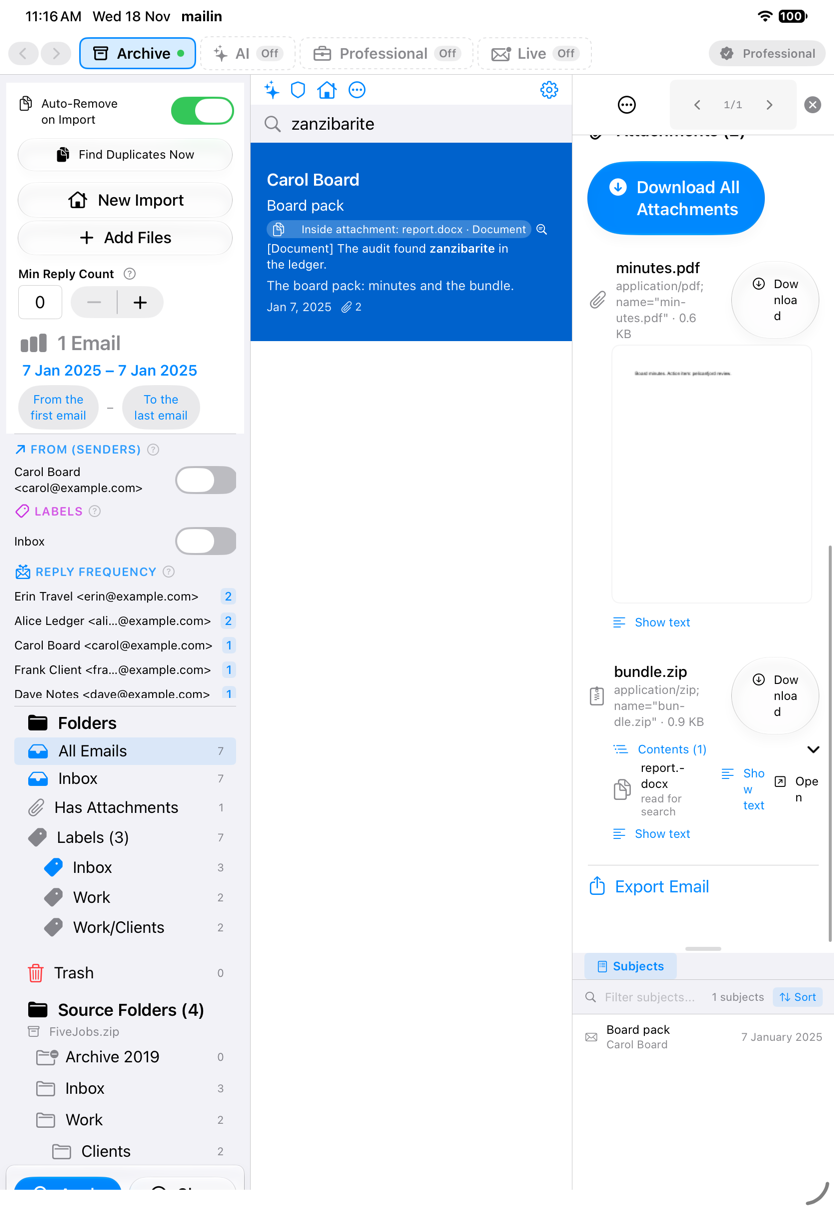 11:16 AM Wed 18 Nov mailin
100
Archive
AI Off
Professional Off
Live Off
Professional
Auto-Remove
on Import
Find Duplicates Now
New Import
Add Files
Min Reply Count ?
0
1 Email
7 Jan 2025 – 7 Jan 2025
From the
first email
–
To the
last email
FROM (SENDERS) ?
Carol Board
<carol@example.com>
LABELS ?
Inbox
REPLY FREQUENCY ?
Erin Travel <erin@example.com> 2
Alice Ledger <ali...@example.com> 2
Carol Board <carol@example.com> 1
Frank Client <fra...@example.com> 1
Dave Notes <dave@example.com> 1
Folders
All Emails 7
Inbox 7
Has Attachments 1
Labels (3) 7
Inbox 3
Work 2
Work/Clients 2
Trash 0
Source Folders (4)
FiveJobs.zip
Archive 2019 0
Inbox 3
Work 2
Clients 2
zanzibarite
Carol Board
Board pack
Inside attachment: report.docx · Document
[Document] The audit found zanzibarite in
the ledger.
The board pack: minutes and the bundle.
Jan 7, 2025 2
1/1
Attachments (2)
Download All
Attachments
minutes.pdf
application/pdf;
name="min-
utes.pdf" · 0.6
KB
Dow
nloa
d
Board minutes. Action item:
Show text
bundle.zip
application/zip;
name="bun-
dle.zip" · 0.9 KB
Dow
nloa
d
Contents (1)
report.-
docx
read for
search
Sho
w
text
Ope
n
Show text
Export Email
Subjects
Filter subjects... 1 subjects Sort
Board pack
Carol Board
7 January 2025